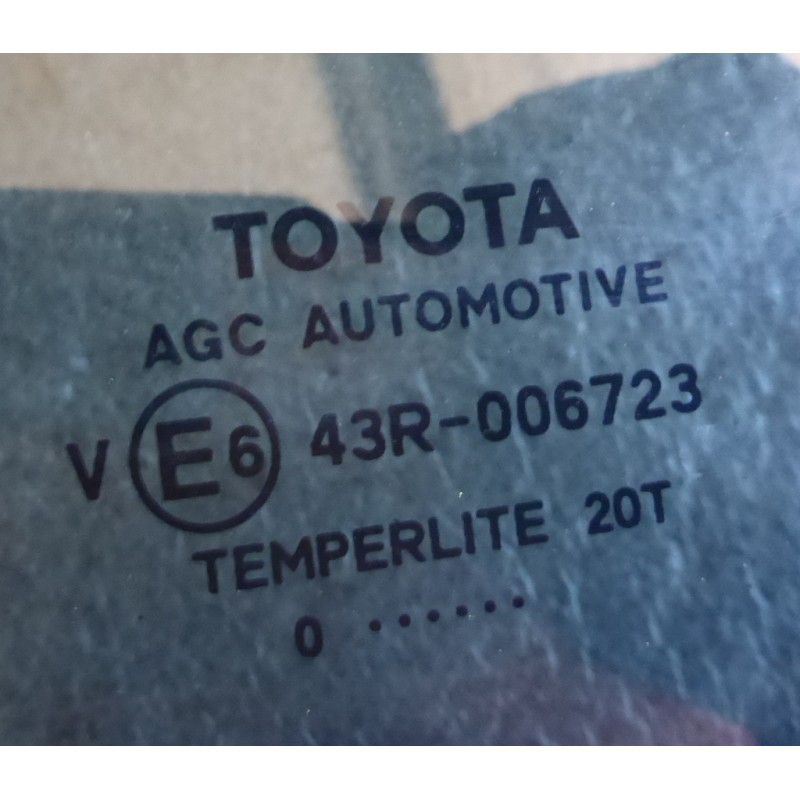 TOYOTA
AGC AUTOMOTIVE
V E6 43R-006723
TEMPERLITE 20T
0 ······